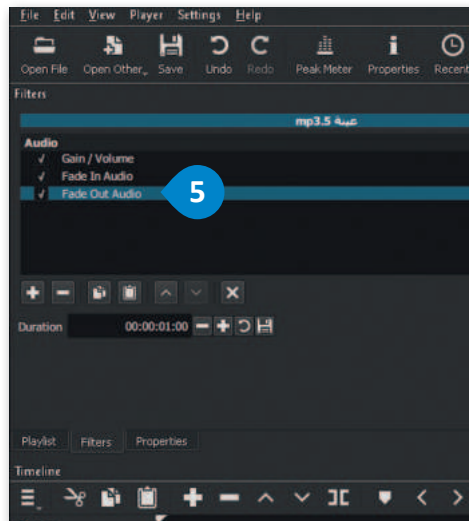 File Edit View Player Settings Help
Open File Open Other Save Undo Redo Peak Meter Properties Recent
Filters
عينة 5.mp3
Audio
Gain / Volume
Fade In Audio
Fade Out Audio
5
Duration 00:00:01:00
Playlist Filters Properties
Timeline